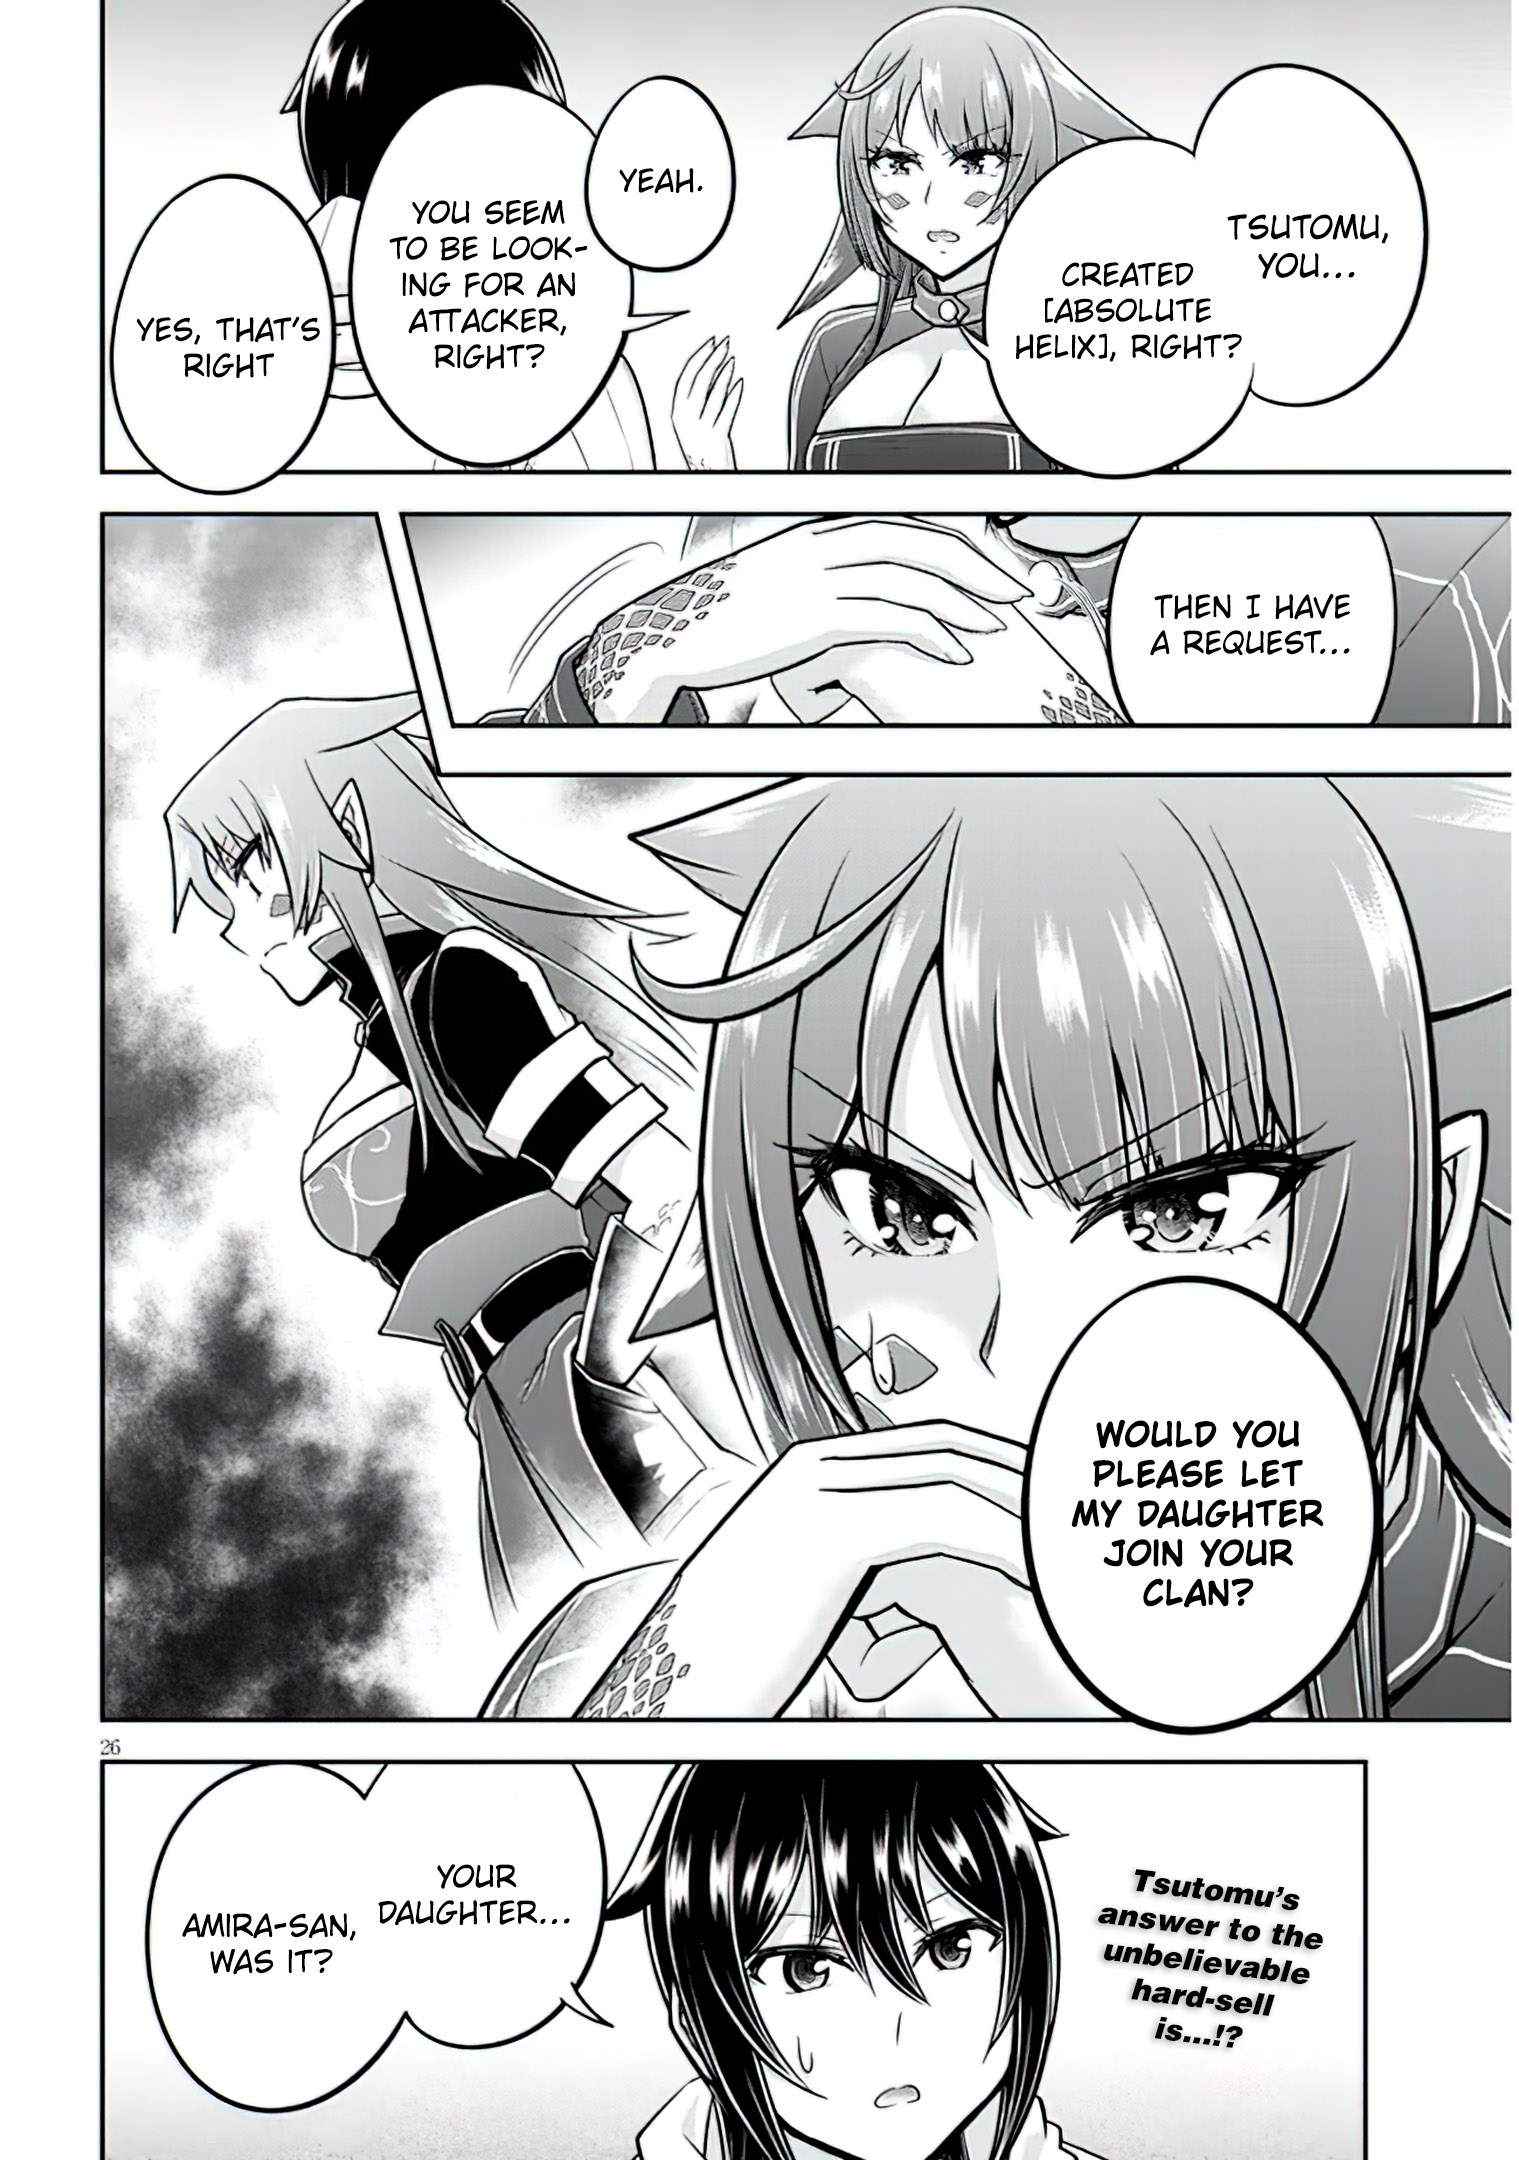 TSUTOMU,
YOU...
CREATED
[ABSOLUTE
HELIX], RIGHT?
YEAH.
YOU SEEM
TO BE LOOK-
ING FOR AN
ATTACKER,
RIGHT?
YES, THAT'S
RIGHT
THEN I HAVE
A REQUEST...
WOULD YOU
PLEASE LET
MY DAUGHTER
JOIN YOUR
CLAN?
26
Tsutomu's
answer to the
unbelievable
hard-sell
is...!?
YOUR
DAUGHTER...
AMIRA-SAN,
WAS IT?